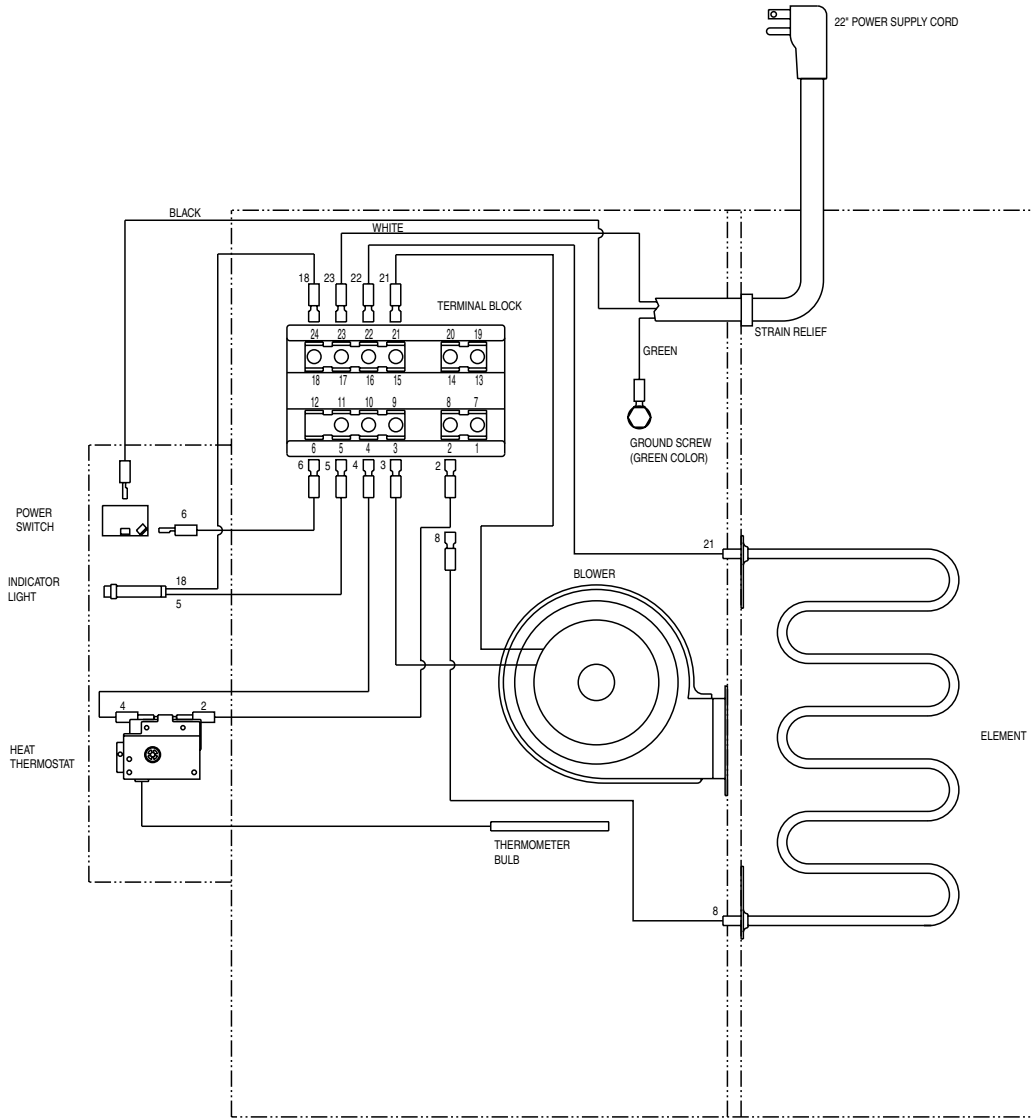 22" POWER SUPPLY CORD
BLACK
WHITE
18 23 22 21
TERMINAL BLOCK
24 23 22 21 20 19
18 17 16 15 14 13
12 11 10 9 8 7
6 5 4 3 2 1
6 5 4 3 2
STRAIN RELIEF
GREEN
GROUND SCREW
(GREEN COLOR)
POWER
SWITCH
6
8
21
INDICATOR
LIGHT
18
5
BLOWER
4 2
HEAT
THERMOSTAT
ELEMENT
THERMOMETER
BULB
8